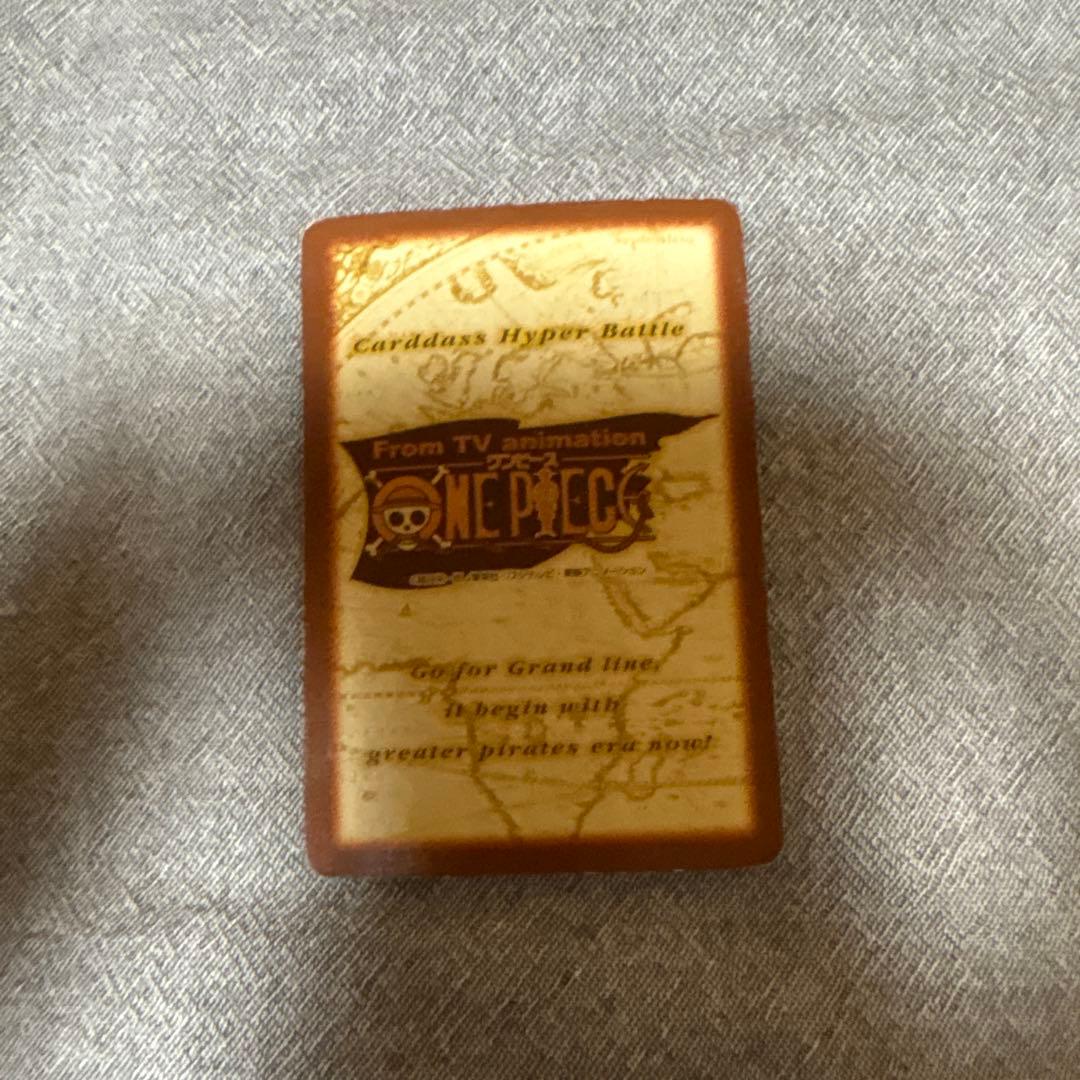 Carddass Hyper Battle
From TV animation
ワンピース
ONE PIECE
Go for Grand line,
it begin with
greater pirates era now!